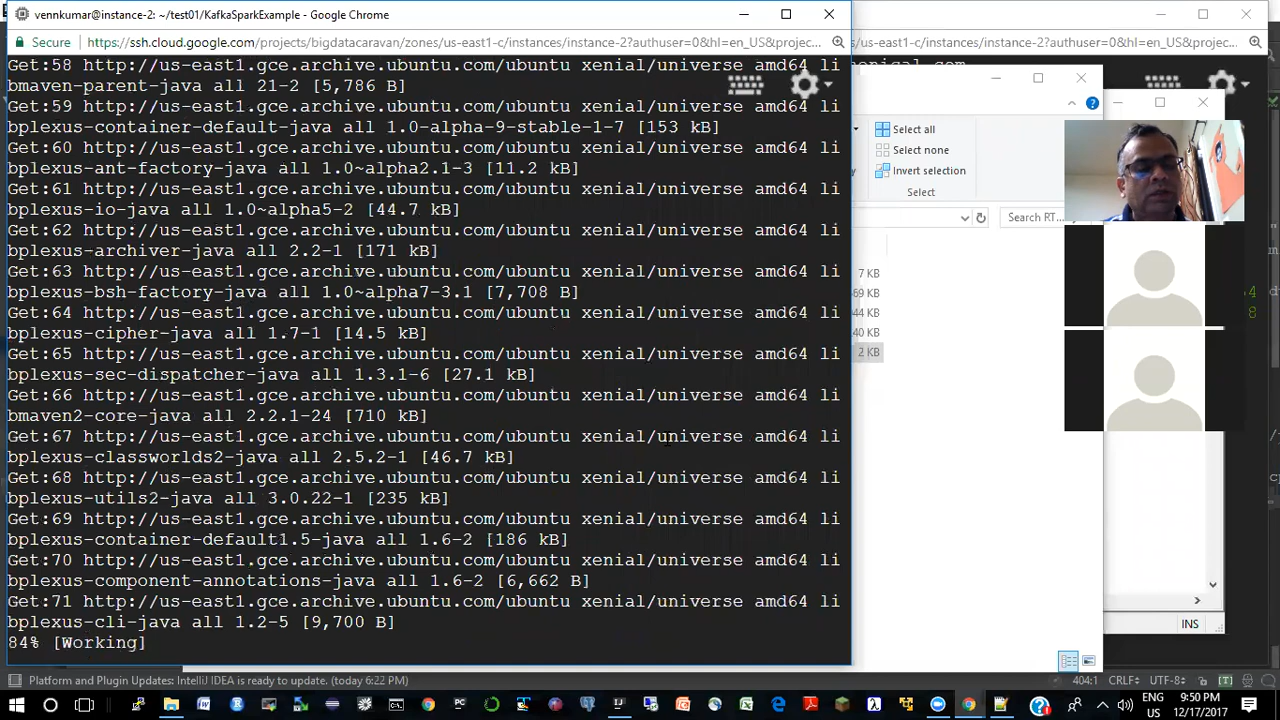 vennkumar@instance-2: ~/test01/KafkaSparkExample - Google Chrome
Secure
https://ssh.cloud.google.com/projects/bigdatacaravan/zones/us-east1-c/instances/instance-2?authuser=0&hl=en_US&projec...
us-east1-c/instances/instance-2?authuser=0&hl=en_US&projec...
Get:58 http://us-east1.gce.archive.ubuntu.com/ubuntu xenial/universe amd64 li
bmaven-parent-java all 21-2 [5,786 B]
Get:59 http://us-east1.gce.archive.ubuntu.com/ubuntu xenial/universe amd64 li
bplexus-container-default-java all 1.0-alpha-9-stable-1-7 [153 kB]
Get:60 http://us-east1.gce.archive.ubuntu.com/ubuntu xenial/universe amd64 li
[11.2 kB]
Get:61 http://us-east1.gce.archive.ubuntu.com/ubuntu xenial/universe amd64 li
bplexus-io-java all 1.0~alpha5-2 [44.7 kB]
Get:62 http://us-east1.gce.archive.ubuntu.com/ubuntu xenial/universe amd64 li
bplexus-archiver-java all 2.2-1 [171 kB]
Get:63 http://us-east1.gce.archive.ubuntu.com/ubuntu xenial/universe amd64 li
bplexus-bsh-factory-java all 1.0~alpha7-3.1 [7,708 B]
Get:64 http://us-east1.gce.archive.ubuntu.com/ubuntu xenial/universe amd64 li
bplexus-cipher-java all 1.7-1 [14.5 kB]
Get:65 http://us-east1.gce.archive.ubuntu.com/ubuntu xenial/universe amd64 li
bplexus-sec-dispatcher-java all 1.3.1-6 [27.1 kB]
Get:66 http://us-east1.gce.archive.ubuntu.com/ubuntu xenial/universe amd64 li
bmaven2-core-java all 2.2.1-24 [710 kB]
Get:67 http://us-east1.gce.archive.ubuntu.com/ubuntu xenial/universe amd64 li
bplexus-classworlds2-java all 2.5.2-1 [46.7 kB]
Get:68 http://us-east1.gce.archive.ubuntu.com/ubuntu xenial/universe amd64 li
bplexus-utils2-java all 3.0.22-1 [235 kB]
Get:69 http://us-east1.gce.archive.ubuntu.com/ubuntu xenial/universe amd64 li
bplexus-container-default1.5-java all 1.6-2 [186 kB]
Get:70 http://us-east1.gce.archive.ubuntu.com/ubuntu xenial/universe amd64 li
bplexus-component-annotations-java all 1.6-2 [6,662 B]
Get:71 http://us-east1.gce.archive.ubuntu.com/ubuntu xenial/universe amd64 li
bplexus-cli-java all 1.2-5 [9,700 B]
84% [Working]
Select all
Select none
Invert selection
Select
Search RT...
7 KB
69 KB
44 KB
40 KB
2 KB
INS
Platform and Plugin Updates: IntelliJ IDEA is ready to update. (today 6:22 PM)
404:1
CRLF÷
UTF-8÷
[T]
ENG
US
9:50 PM
12/17/2017